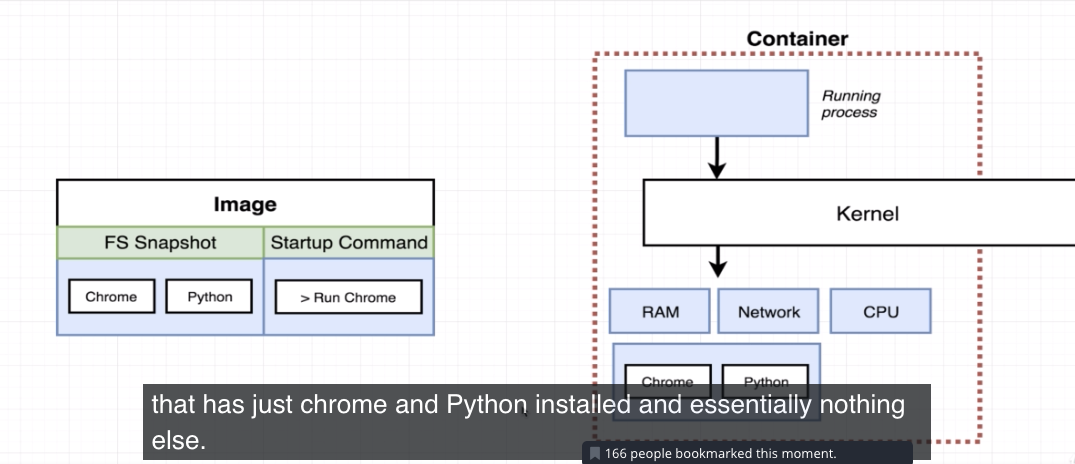 Container
Running
process
Kernel
Image
FS Snapshot
Startup Command
Chrome
Python
> Run Chrome
RAM
Network
CPU
Chrome
Python
that has just chrome and Python installed and essentially nothing
else.
166 people bookmarked this moment.